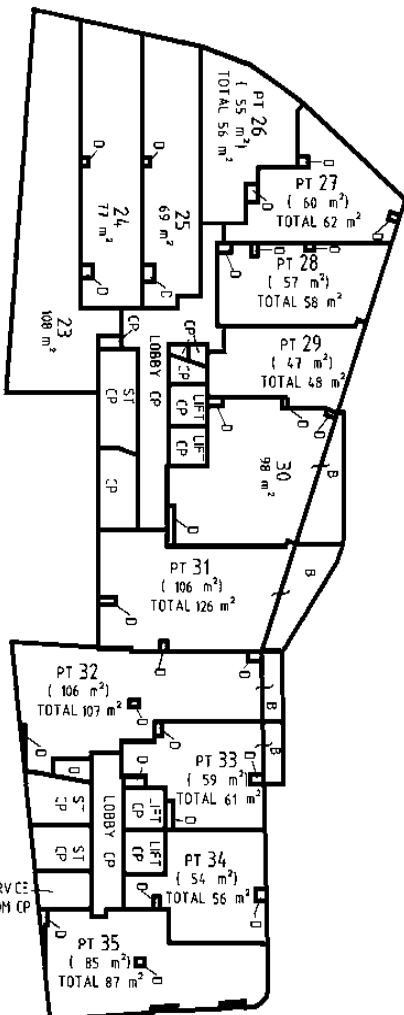 PT 26
( 55 m²)
TOTAL 56 m²
PT 27
( 60 m²)
TOTAL 62 m²
D
D
D
D
D
24
77 m²
25
69 m²
D
C
PT 28
( 57 m²)
TOTAL 58 m²
D
D
D
23
108 m²
CP
LOBBY
CP
CP
CP
PT 29
( 47 m²)
TOTAL 48 m²
ST
CP
LIFT
CP
LIFT
CP
D
D
D
CP
30
98 m²
B
D
PT 31
( 106 m²)
TOTAL 126 m²
B
D
D
PT 32
( 106 m²)
TOTAL 107 m²
D
D
B
D
D
PT 33
( 59 m²)
TOTAL 61 m²
D
D
D
B
ST
CP
LOBBY
CP
LIFT
CP
D
ST
CP
LIFT
CP
PT 34
( 54 m²)
TOTAL 56 m²
D
D
RVICE
OM CP
D
PT 35
( 85 m²)
TOTAL 87 m²
D